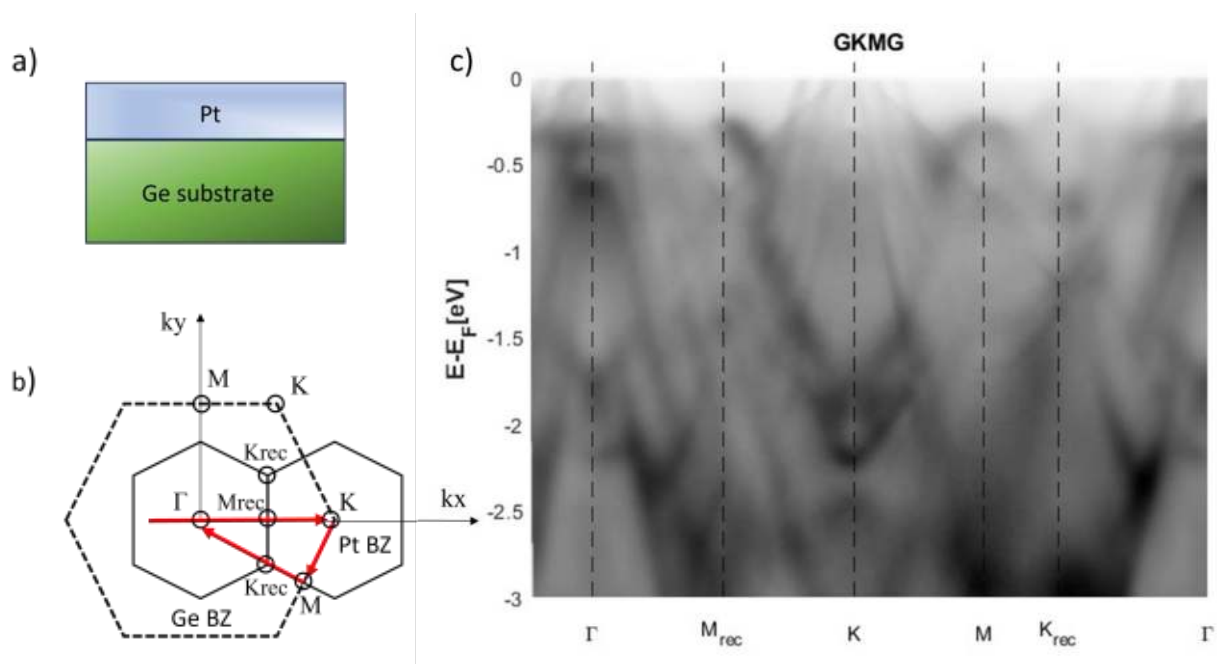 a)
Pt
Ge substrate
b)
ky
M
K
Krec
Γ
Mrec
K
kx
Pt BZ
Krec
M
Ge BZ
c)
GKMG
E-EF[eV]
0
-0.5
-1
-1.5
-2
-2.5
-3
Γ Mrec K M Krec Γ